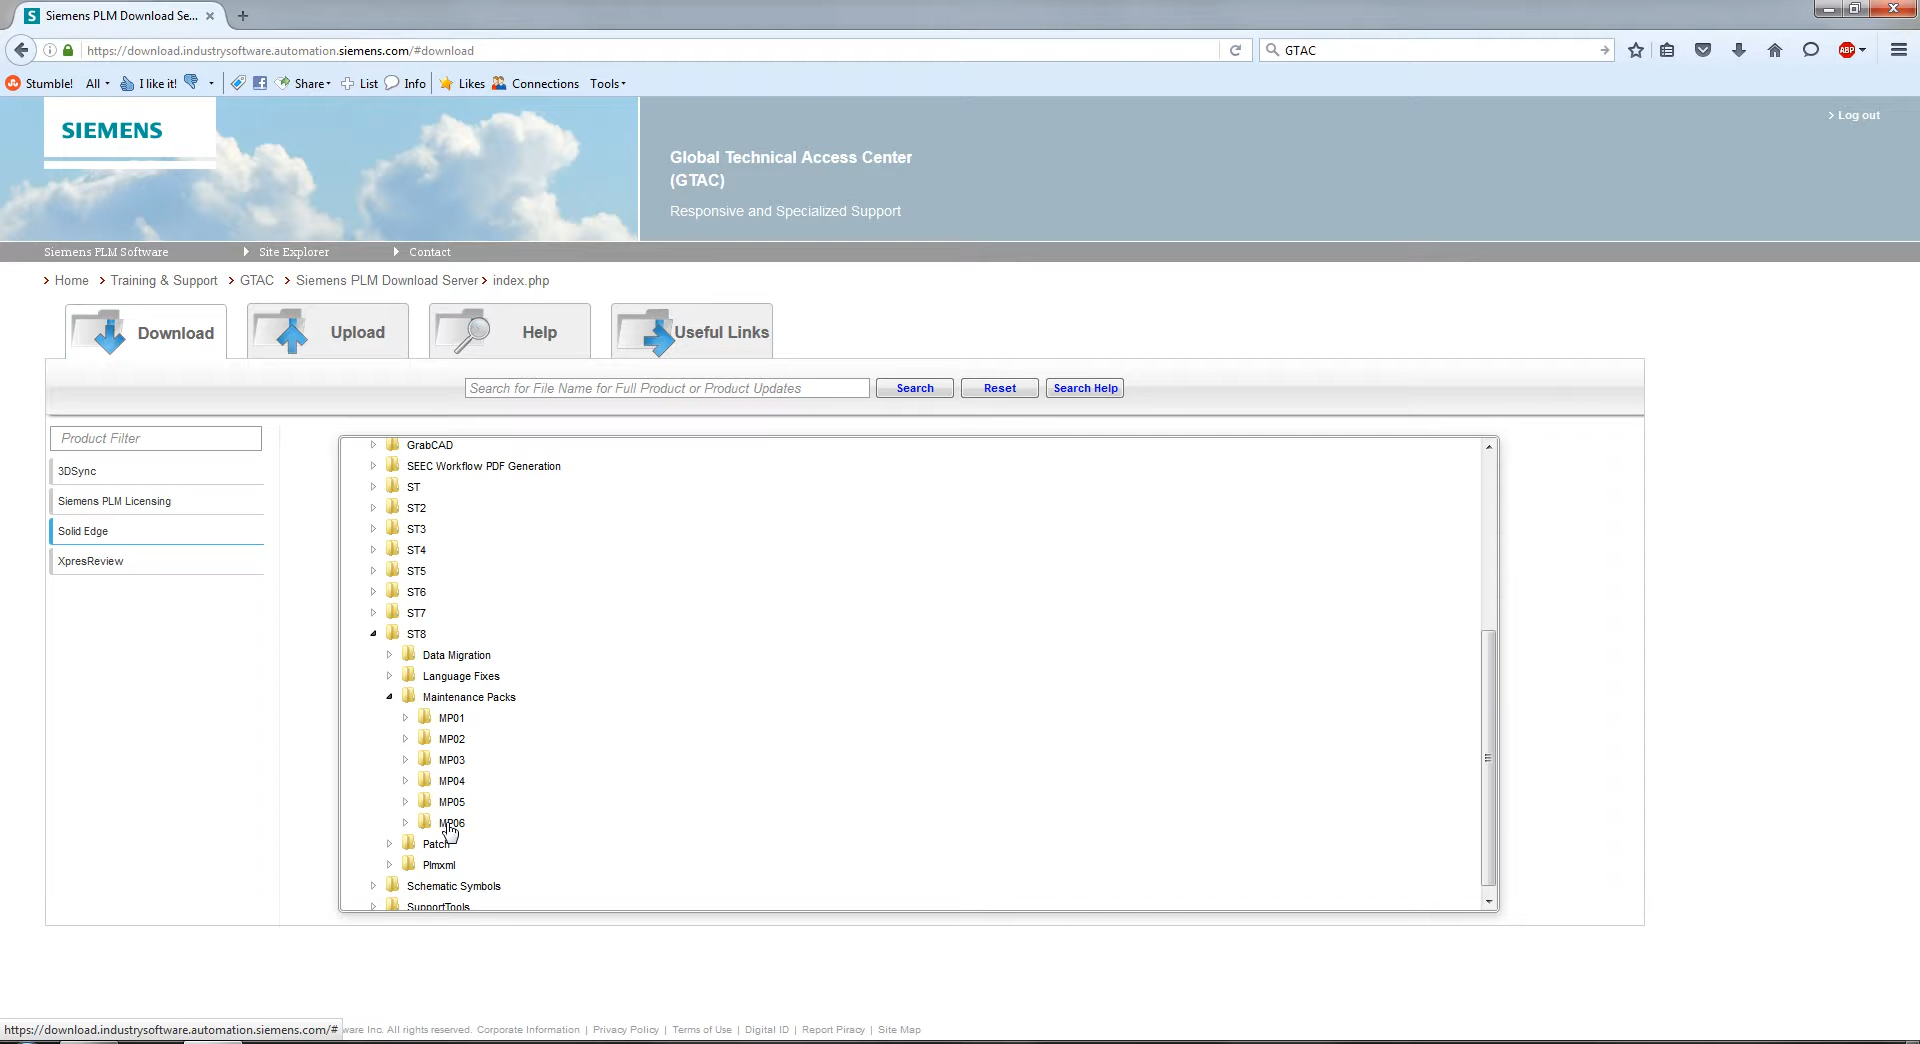 Siemens PLM Download Se...
https://download.industrysoftware.automation.siemens.com/#download
GTAC
ABP
Stumble!
All
I like it!
Share
List
Info
Likes
Connections
Tools
SIEMENS
Log out
Global Technical Access Center
(GTAC)
Responsive and Specialized Support
Siemens PLM Software
Site Explorer
Contact
Home
Training & Support
GTAC
Siemens PLM Download Server
index.php
Download
Upload
Help
Useful Links
Search for File Name for Full Product or Product Updates
Search
Reset
Search Help
Product Filter
3DSync
Siemens PLM Licensing
Solid Edge
XpresReview
GrabCAD
SEEC Workflow PDF Generation
ST
ST2
ST3
ST4
ST5
ST6
ST7
ST8
Data Migration
Language Fixes
Maintenance Packs
MP01
MP02
MP03
MP04
MP05
MP06
Patch
Plmxml
Schematic Symbols
SupportTools
https://download.industrysoftware.automation.siemens.com/#
ware Inc. All rights reserved. Corporate Information | Privacy Policy | Terms of Use | Digital ID | Report Piracy | Site Map